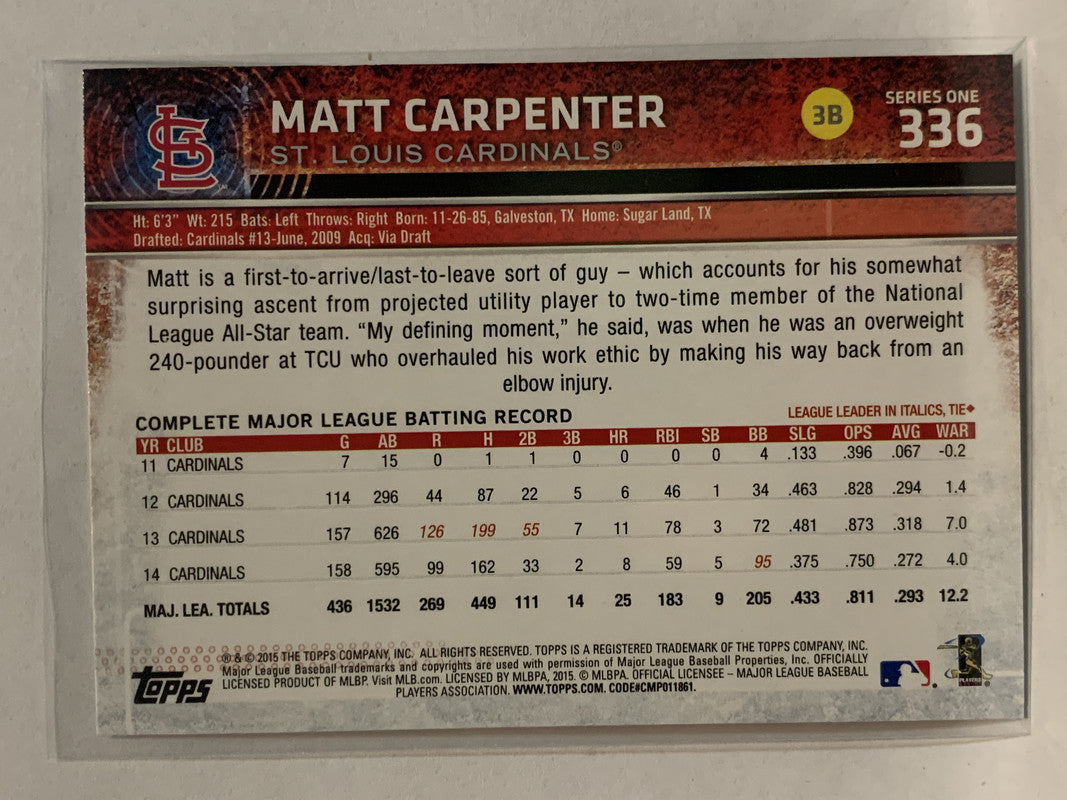 MATT CARPENTER
ST. LOUIS CARDINALS®
3B
SERIES ONE
336
Ht: 6'3" Wt: 215 Bats: Left Throws: Right Born: 11-26-85, Galveston, TX Home: Sugar Land, TX
Drafted: Cardinals #13-June, 2009 Acq: Via Draft
Matt is a first-to-arrive/last-to-leave sort of guy – which accounts for his somewhat
surprising ascent from projected utility player to two-time member of the National
League All-Star team. “My defining moment,” he said, was when he was an overweight
240-pounder at TCU who overhauled his work ethic by making his way back from an
elbow injury.
COMPLETE MAJOR LEAGUE BATTING RECORD
LEAGUE LEADER IN ITALICS, TIE◆
YR CLUB G AB R H 2B 3B HR RBI SB BB SLG OPS AVG WAR
11 CARDINALS 7 15 0 1 1 0 0 0 0 4 .133 .396 .067 -0.2
12 CARDINALS 114 296 44 87 22 5 6 46 1 34 .463 .828 .294 1.4
13 CARDINALS 157 626 126 199 55 7 11 78 3 72 .481 .873 .318 7.0
14 CARDINALS 158 595 99 162 33 2 8 59 5 95 .375 .750 .272 4.0
MAJ. LEA. TOTALS 436 1532 269 449 111 14 25 183 9 205 .433 .811 .293 12.2
TOPPS
® & © 2015 THE TOPPS COMPANY, INC. ALL RIGHTS RESERVED. TOPPS IS A REGISTERED TRADEMARK OF THE TOPPS COMPANY, INC.
Major League Baseball trademarks and copyrights are used with permission of Major League Baseball Properties, Inc. OFFICIALLY
LICENSED PRODUCT OF MLBP. Visit MLB.com. LICENSED BY MLBPA, 2015. © MLBPA. OFFICIAL LICENSEE – MAJOR LEAGUE BASEBALL
PLAYERS ASSOCIATION. WWW.TOPPS.COM. CODE#CMP011861.
PLAYERS